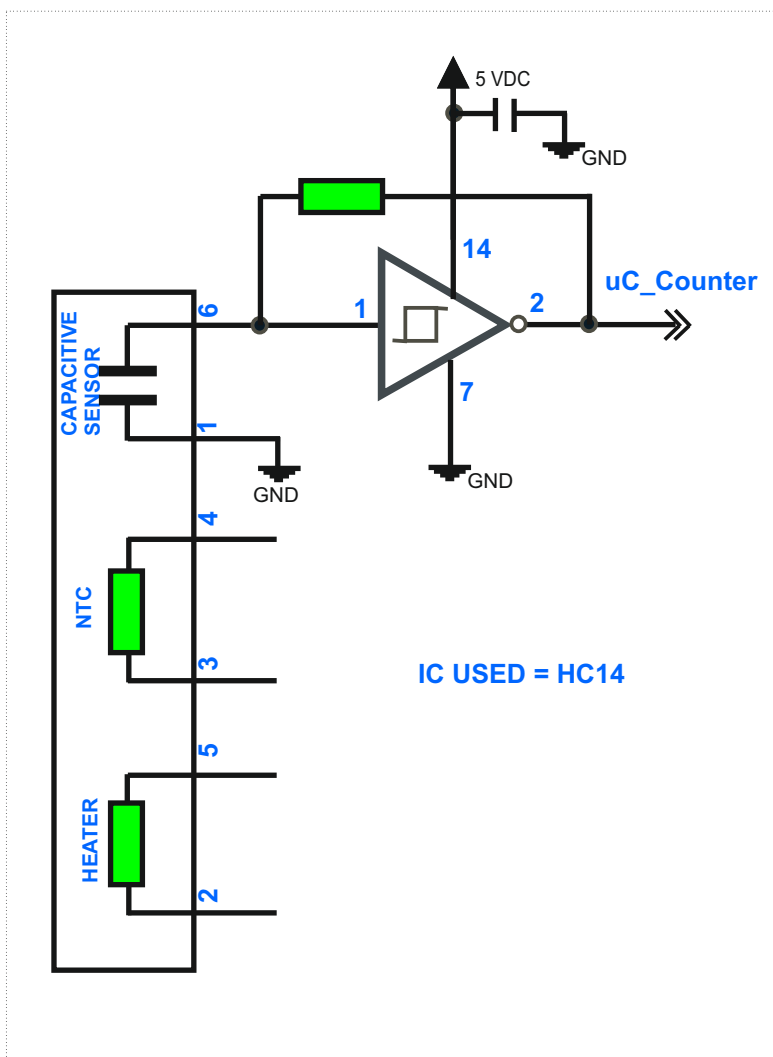 5 VDC
GND
14
uC_Counter
6
1
2
CAPACITIVE
SENSOR
7
1
GND
GND
4
NTC
3
IC USED = HC14
5
HEATER
2